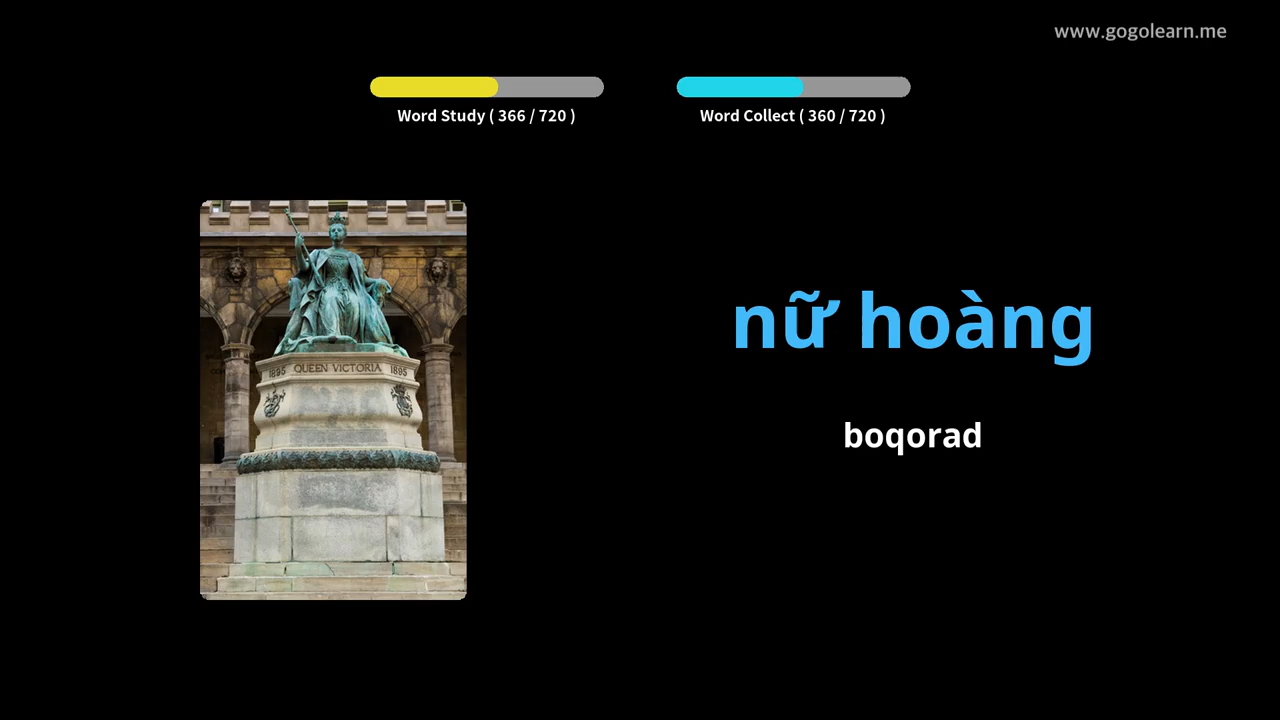 www.gogolearn.me
Word Study ( 366 / 720 )
Word Collect ( 360 / 720 )
1895 QUEEN VICTORIA 1895
nữ hoàng
boqorad